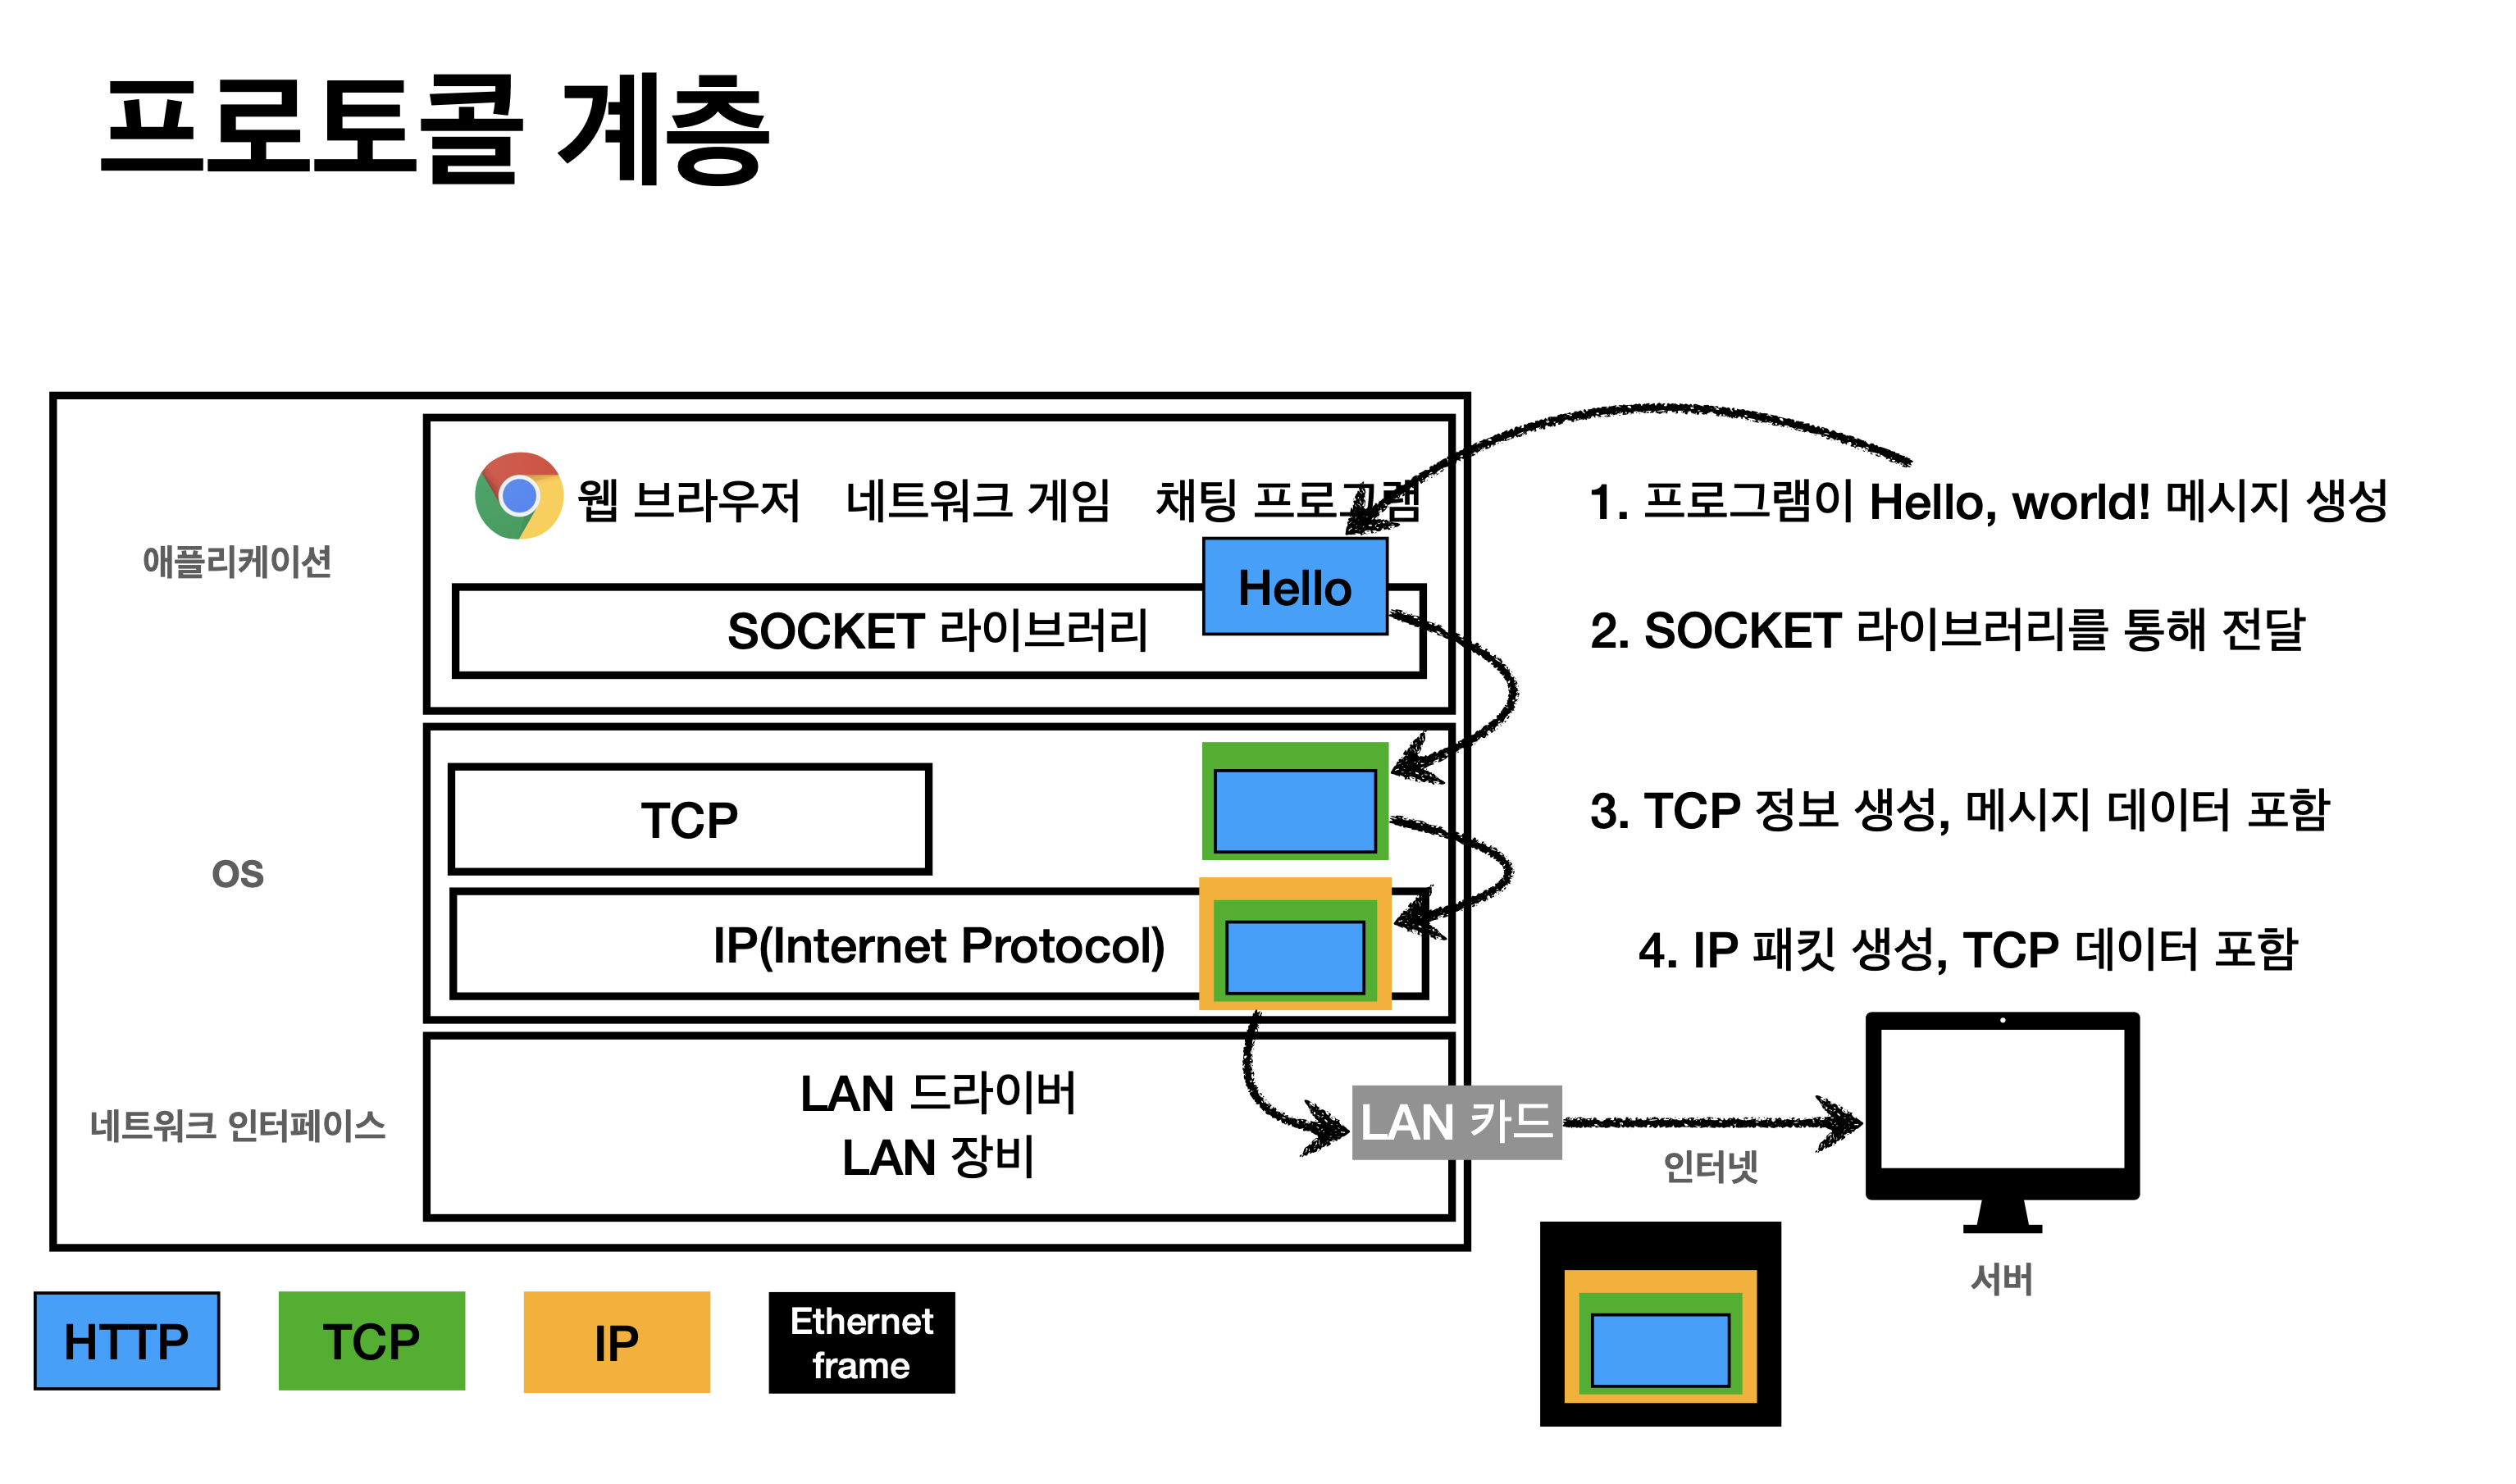 프로토콜 계층
애플리케이션
웹 브라우저 네트워크 게임 채팅 프로그램
Hello
SOCKET 라이브러리
1. 프로그램이 Hello, world! 메시지 생성
2. SOCKET 라이브러리를 통해 전달
OS
TCP
IP(Internet Protocol)
3. TCP 정보 생성, 메시지 데이터 포함
4. IP 패킷 생성, TCP 데이터 포함
네트워크 인터페이스
LAN 드라이버
LAN 장비
LAN 카드
인터넷
서버
HTTP
TCP
IP
Ethernet
frame